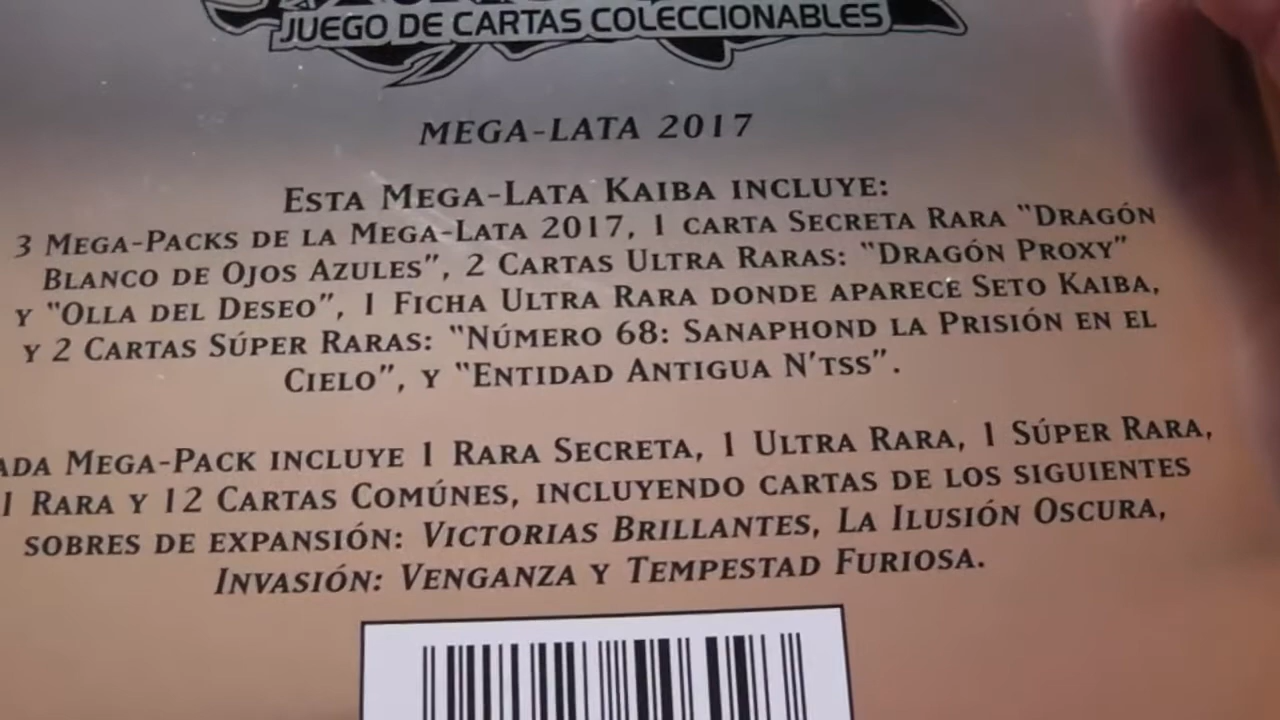 JUEGO DE CARTAS COLECCIONABLES
MEGA-LATA 2017
ESTA MEGA-LATA KAIBA INCLUYE:
3 MEGA-PACKS DE LA MEGA-LATA 2017, 1 CARTA SECRETA RARA "DRAGÓN
BLANCO DE OJOS AZULES", 2 CARTAS ULTRA RARAS: "DRAGÓN PROXY"
Y "OLLA DEL DESEO", 1 FICHA ULTRA RARA DONDE APARECE SETO KAIBA,
Y 2 CARTAS SÚPER RARAS: "NÚMERO 68: SANAPHOND LA PRISIÓN EN EL
CIELO", Y "ENTIDAD ANTIGUA N'TSS".
ADA MEGA-PACK INCLUYE 1 RARA SECRETA, 1 ULTRA RARA, 1 SÚPER RARA,
1 RARA Y 12 CARTAS COMÚNES, INCLUYENDO CARTAS DE LOS SIGUIENTES
SOBRES DE EXPANSIÓN: VICTORIAS BRILLANTES, LA ILUSIÓN OSCURA,
INVASIÓN: VENGANZA Y TEMPESTAD FURIOSA.